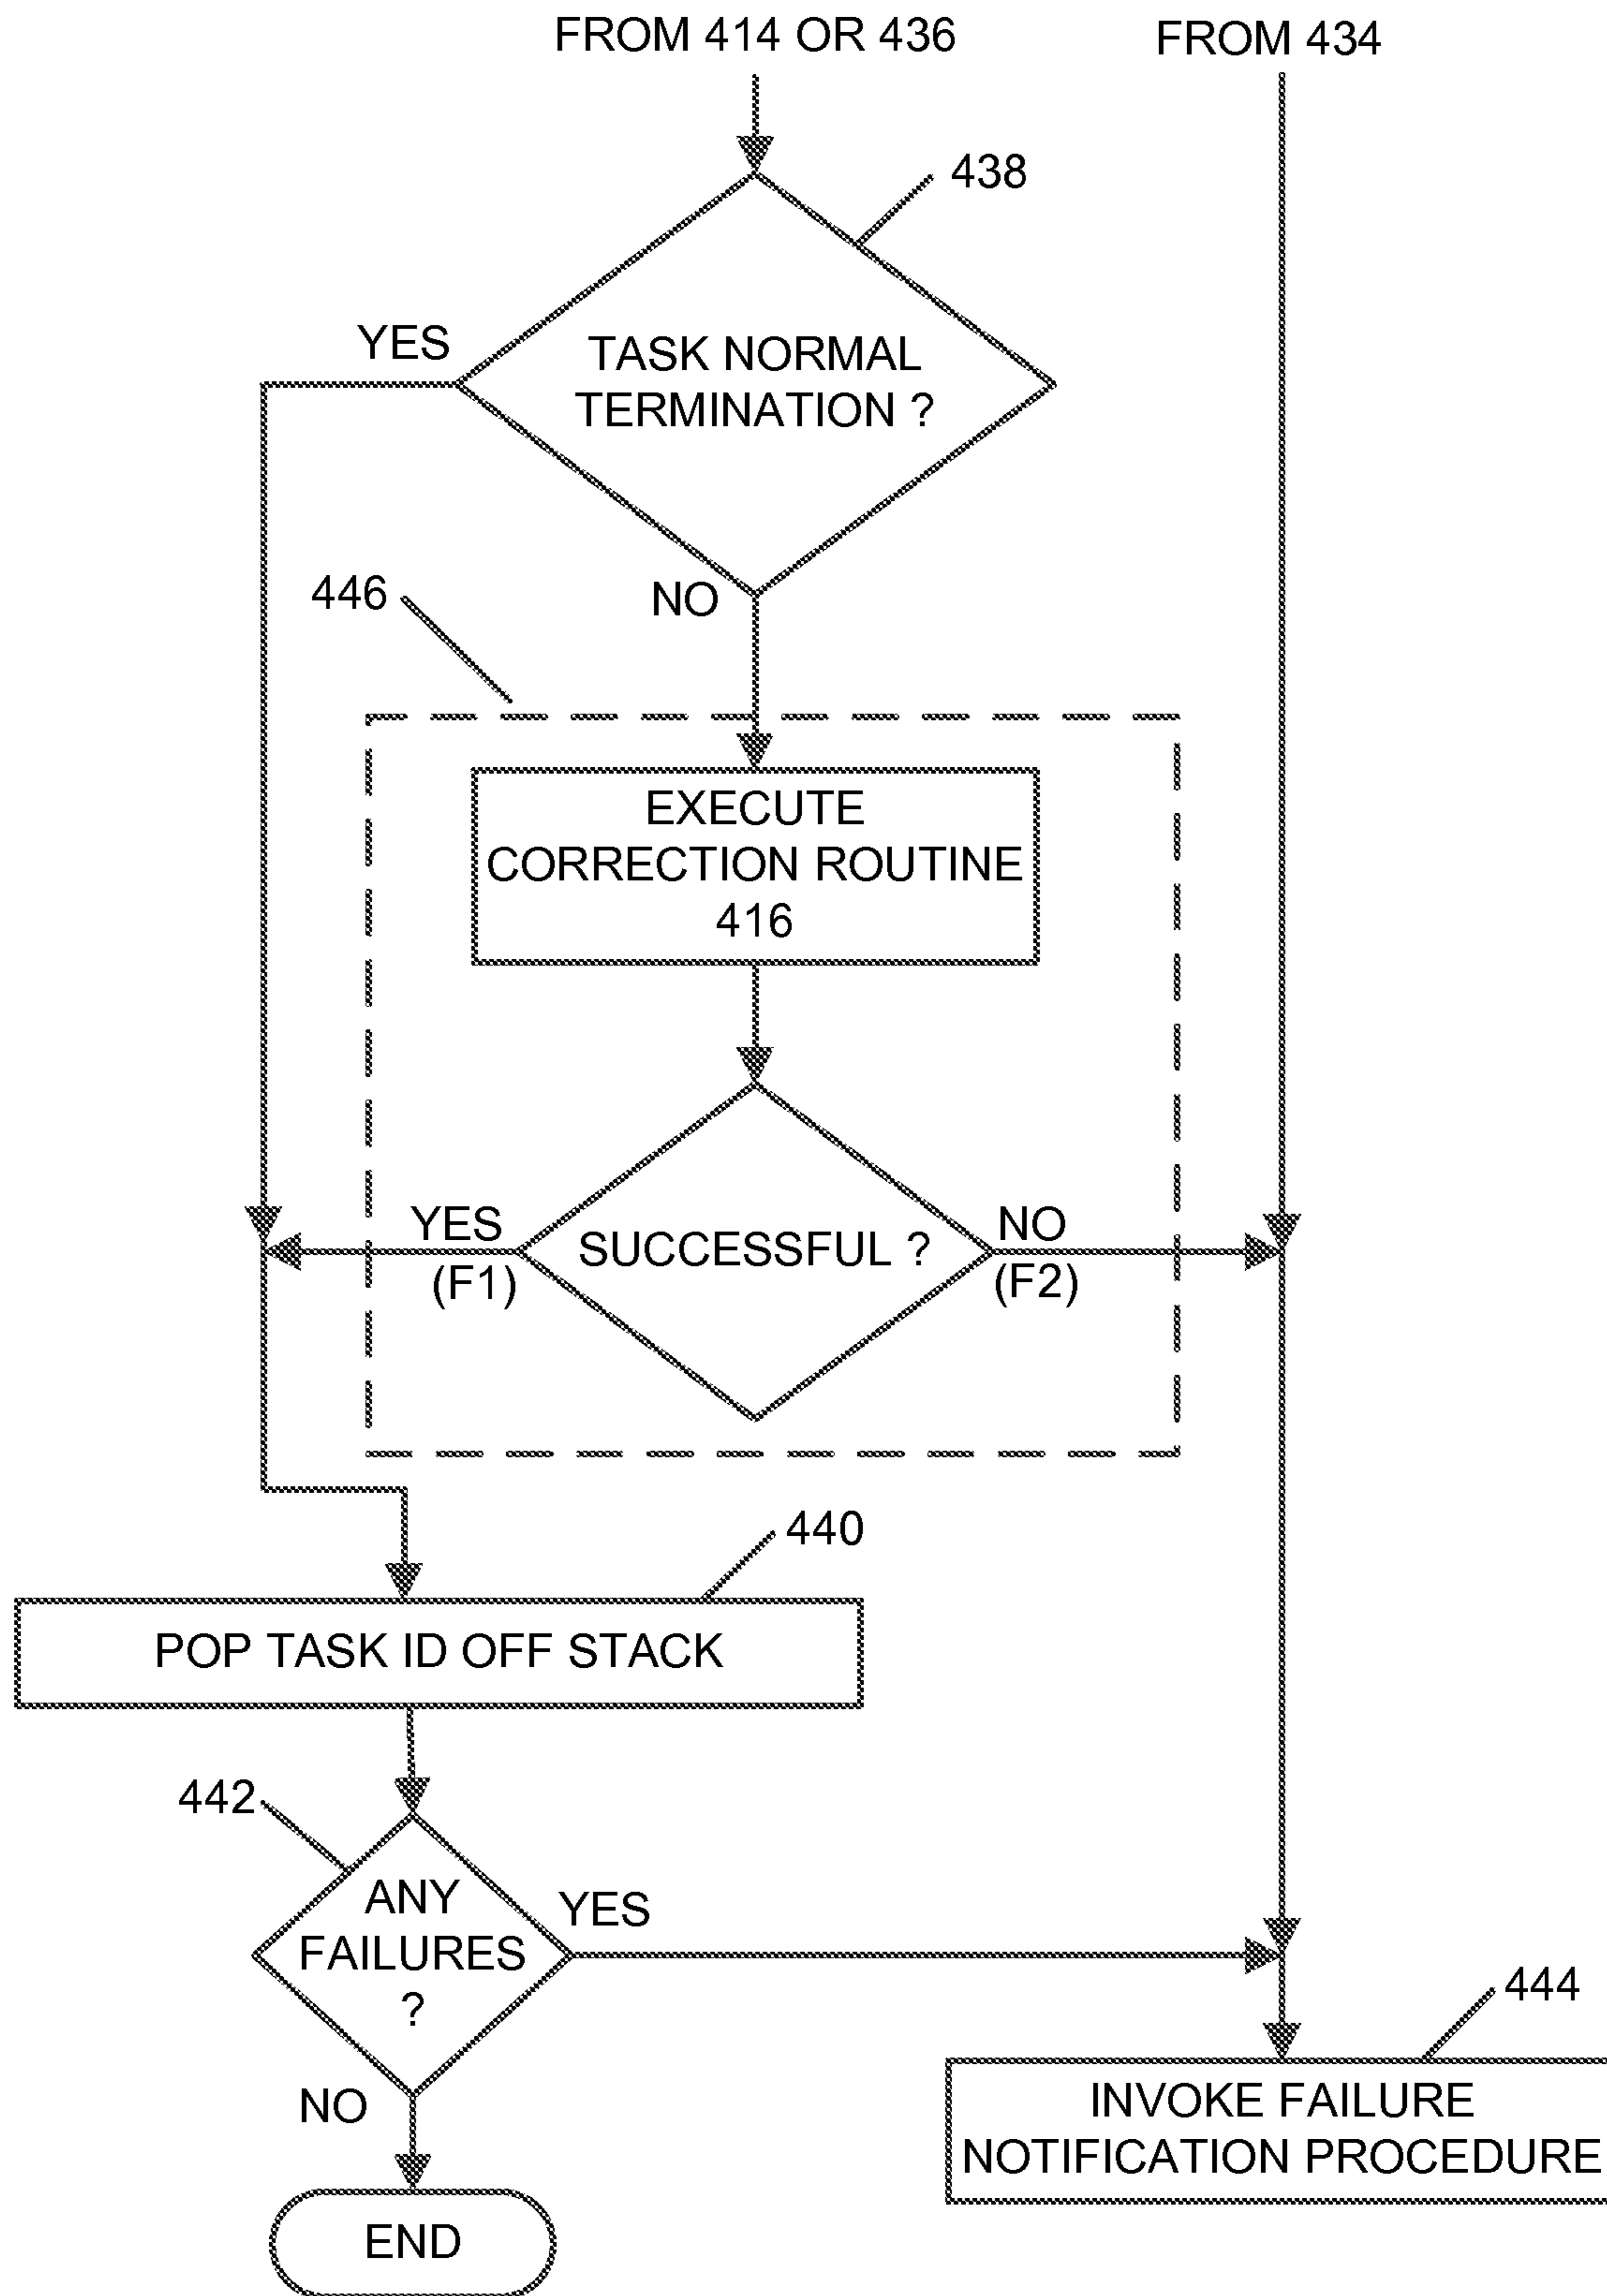 FROM 414 OR 436
FROM 434
438
YES
TASK NORMAL
TERMINATION ?
NO
446
EXECUTE
CORRECTION ROUTINE
416
YES
(F1)
SUCCESSFUL ?
NO
(F2)
440
POP TASK ID OFF STACK
442
ANY
FAILURES
?
YES
NO
444
INVOKE FAILURE
NOTIFICATION PROCEDURE
END